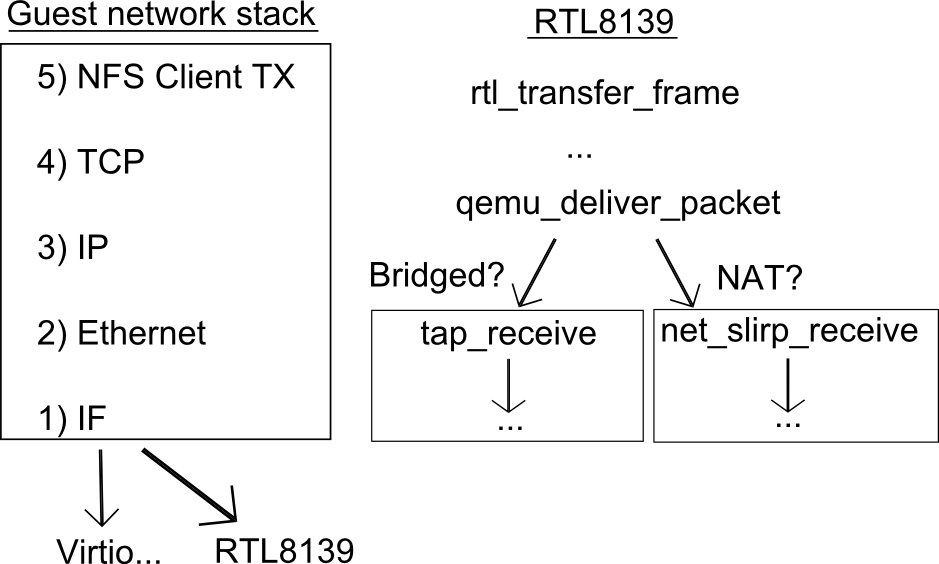 Guest network stack
5) NFS Client TX
4) TCP
3) IP
2) Ethernet
1) IF
Virtio...
RTL8139
RTL8139
rtl_transfer_frame
...
qemu_deliver_packet
Bridged?
NAT?
tap_receive
...
net_slirp_receive
...